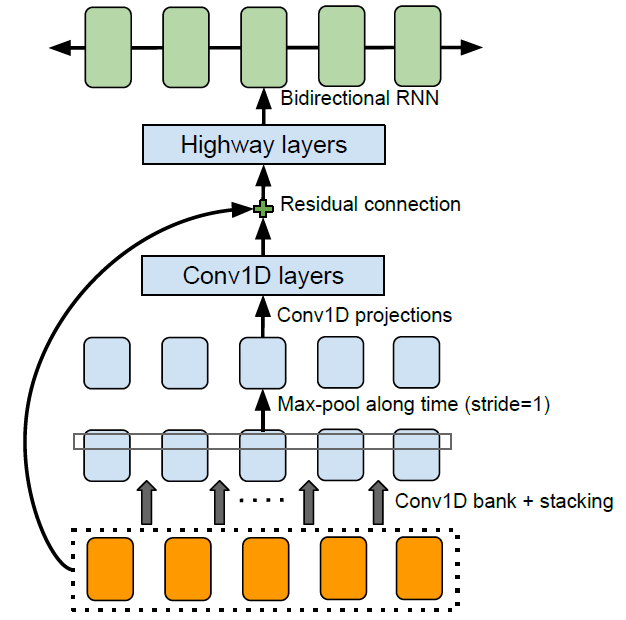 Bidirectional RNN
Highway layers
Residual connection
Conv1D layers
Conv1D projections
Max-pool along time (stride=1)
Conv1D bank + stacking